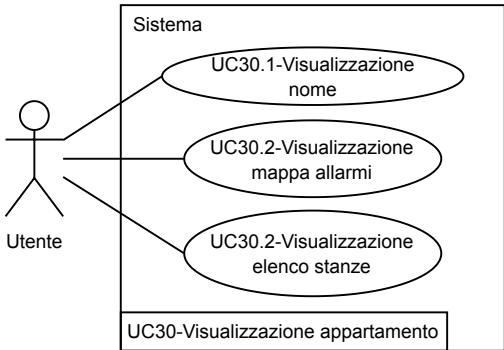 Sistema
UC30.1-Visualizzazione
nome
UC30.2-Visualizzazione
mappa allarmi
Utente
UC30.2-Visualizzazione
elenco stanze
UC30-Visualizzazione appartamento